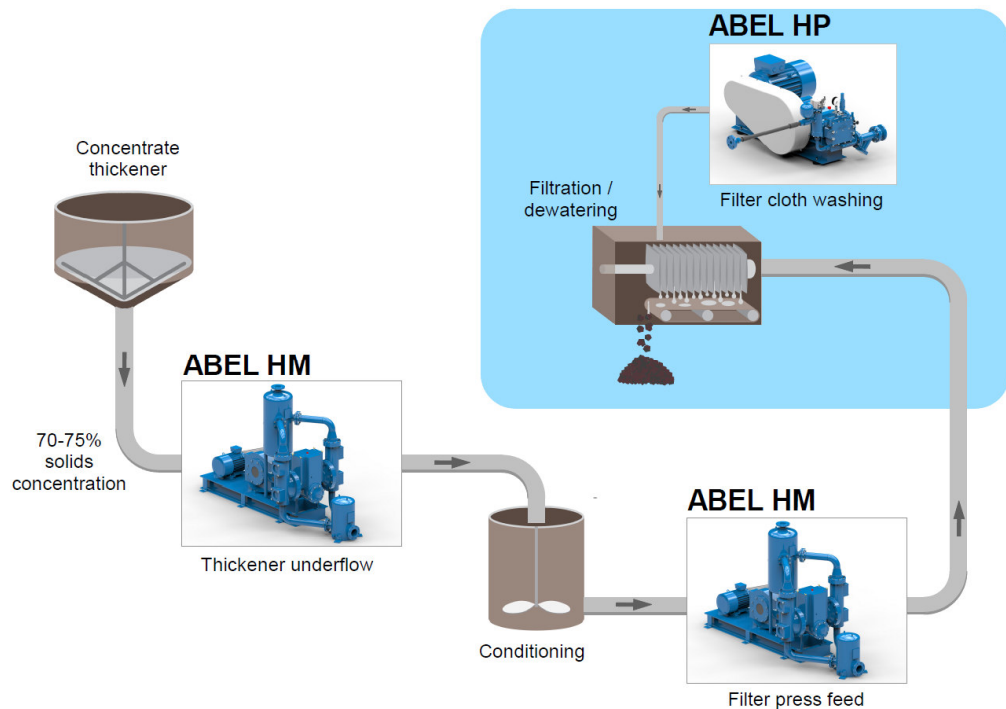 ABEL HP
Concentrate
thickener
Filtration /
dewatering
Filter cloth washing
ABEL HM
70-75%
solids
concentration
Thickener underflow
ABEL HM
Conditioning
Filter press feed